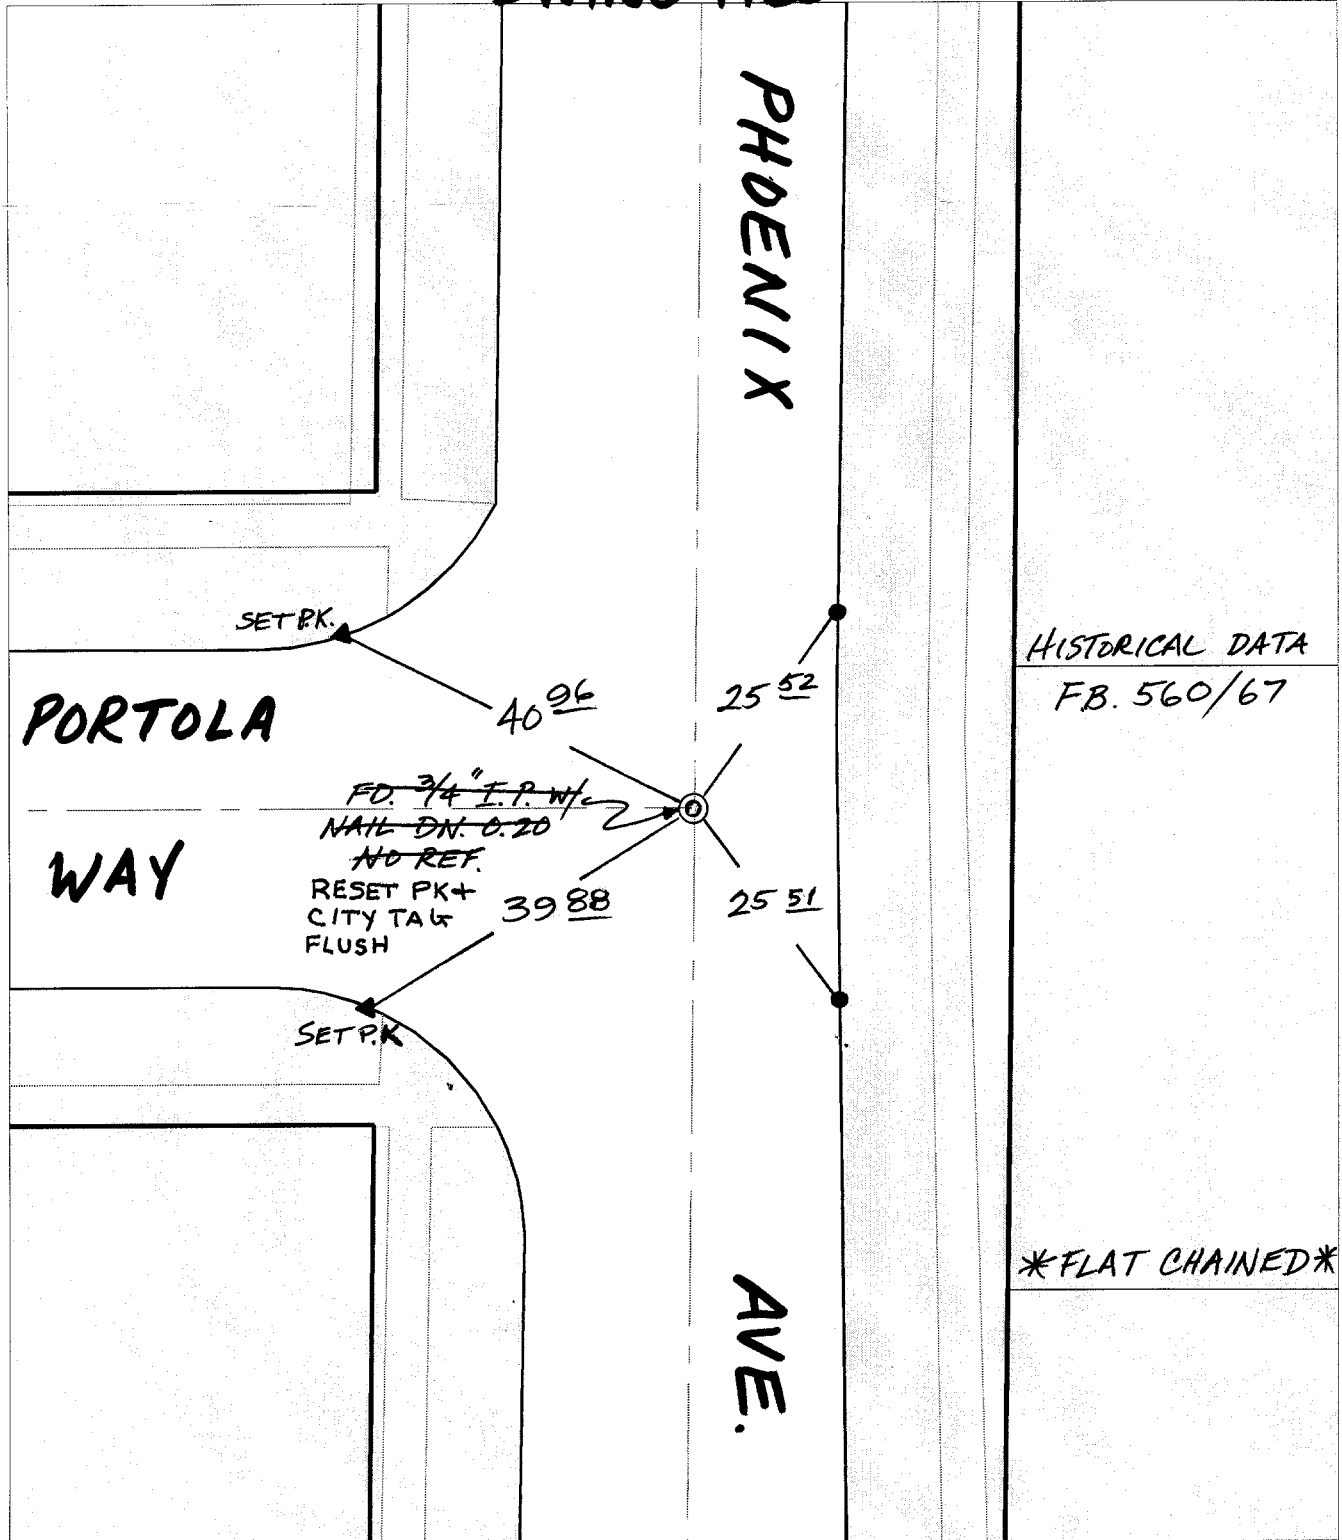 PHOENIX
SET P.K.
HISTORICAL DATA
FB. 560/67
PORTOLA
40 96
25 52
FD. 3/4" I.P. W/
NAIL DN. 0.20
NO REF.
RESET PK+
CITY TAG
FLUSH
WAY
39 88
25 51
SET P.K
*FLAT CHAINED*
AVE.